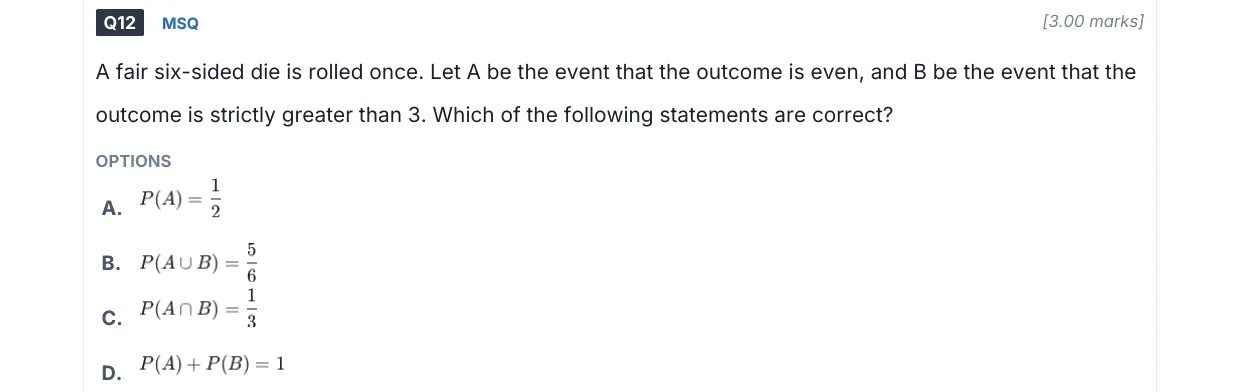 Q12 MSQ [3.00 marks]
A fair six-sided die is rolled once. Let A be the event that the outcome is even, and B be the event that the
outcome is strictly greater than 3. Which of the following statements are correct?
OPTIONS
A. P(A) = 1/2
B. P(A ∪ B) = 5/6
C. P(A ∩ B) = 1/3
D. P(A) + P(B) = 1